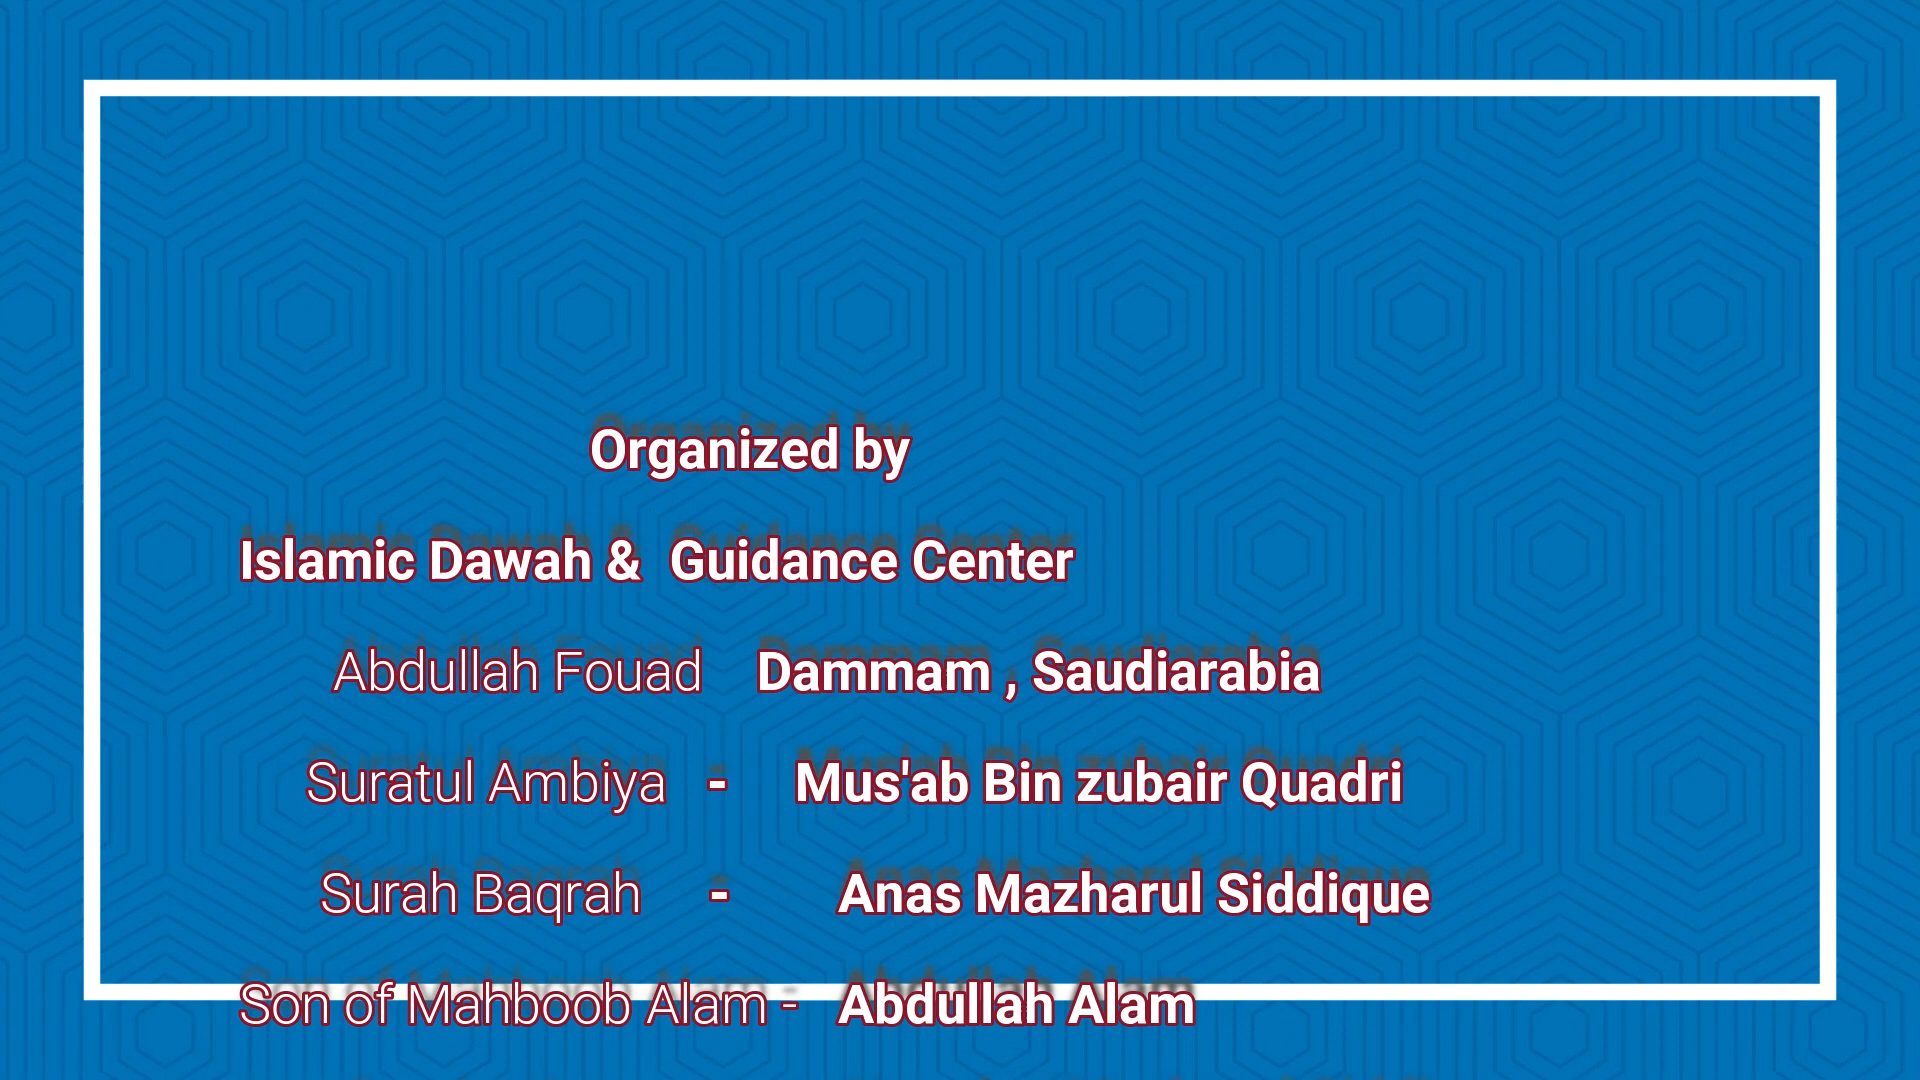 Organized by
Islamic Dawah & Guidance Center
Abdullah Fouad Dammam , Saudiarabia
Suratul Ambiya - Mus'ab Bin zubair Quadri
Surah Baqrah - Anas Mazharul Siddique
Son of Mahboob Alam - Abdullah Alam